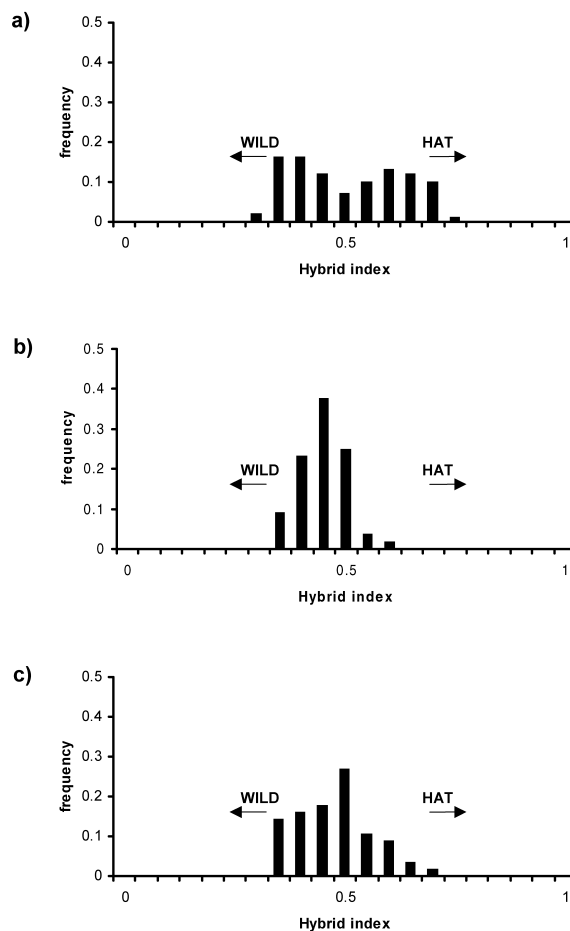 a)
0.5
0.4
0.3
0.2
0.1
0
frequency
WILD
HAT
0 0.5 1
Hybrid index
b)
0.5
0.4
0.3
0.2
0.1
0
frequency
WILD
HAT
0 0.5 1
Hybrid index
c)
0.5
0.4
0.3
0.2
0.1
0
frequency
WILD
HAT
0 0.5 1
Hybrid index